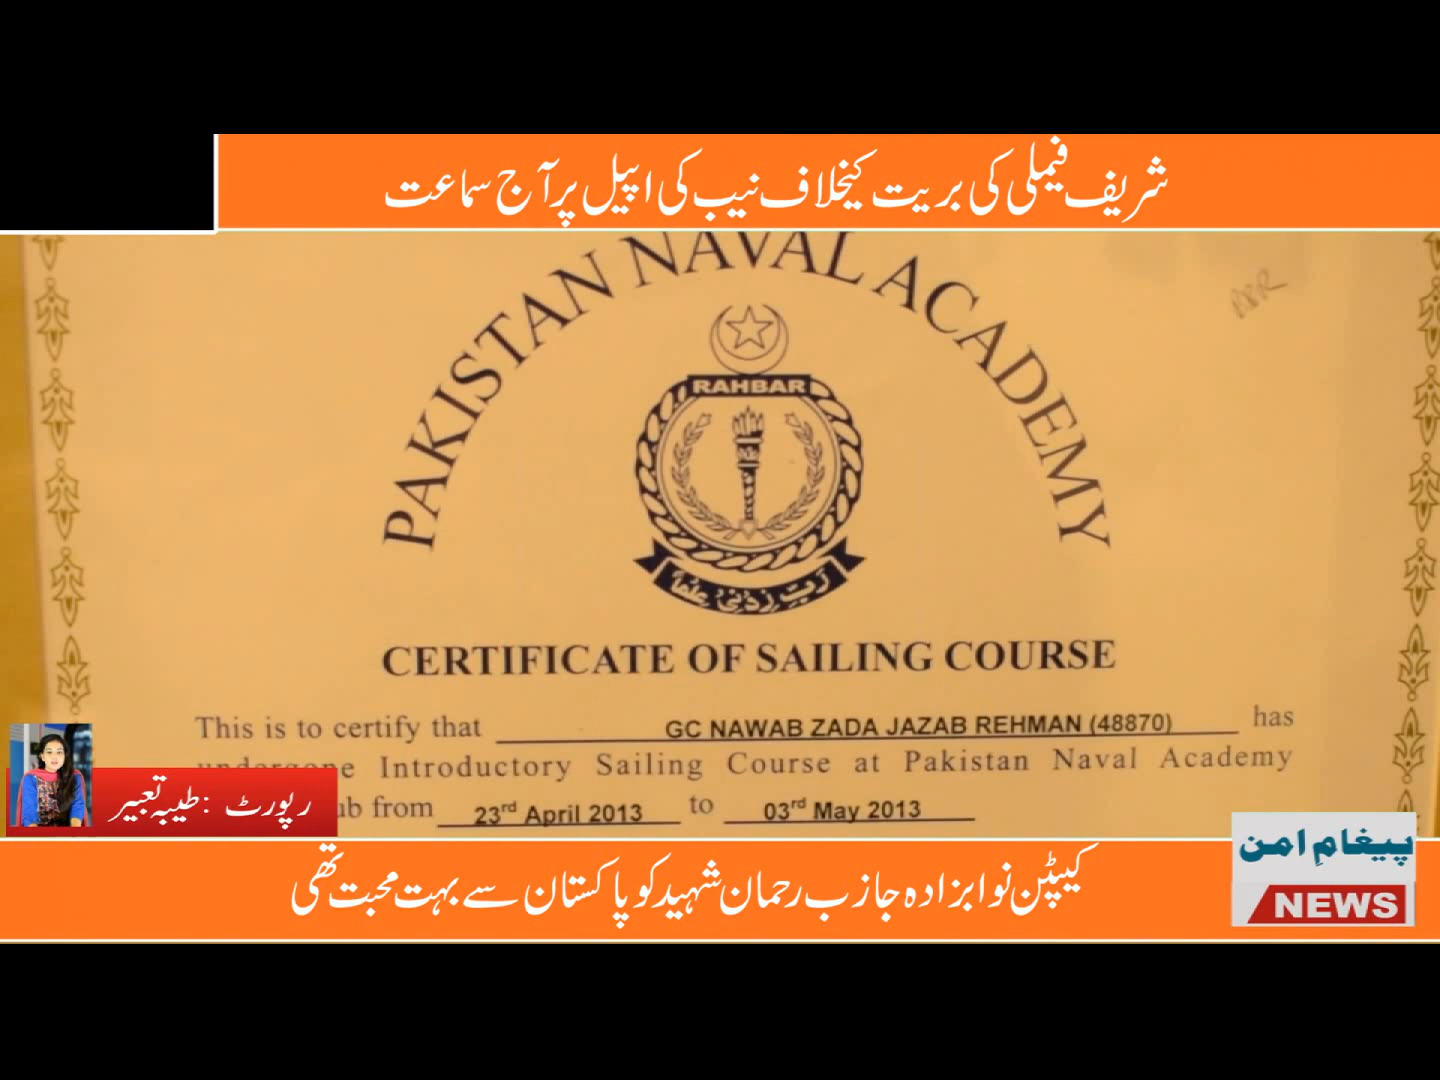 شریف فیملی کی بریت کیخلاف نیب کی اپیل پر آج سماعت
PAKISTAN NAVAL ACADEMY
RAHBAR
رَبِّ زِدْنِیْ عِلْمًا
CERTIFICATE OF SAILING COURSE
This is to certify that GC NAWAB ZADA JAZAB REHMAN (48870) has
undergone Introductory Sailing Course at Pakistan Naval Academy
from 23rd April 2013 to 03rd May 2013
رپورٹ : طیبہ تعبیر
کیپٹن نوابزادہ جازب رحمان شہید کو پاکستان سے بہت محبت تھی
پیغامِ امن
NEWS